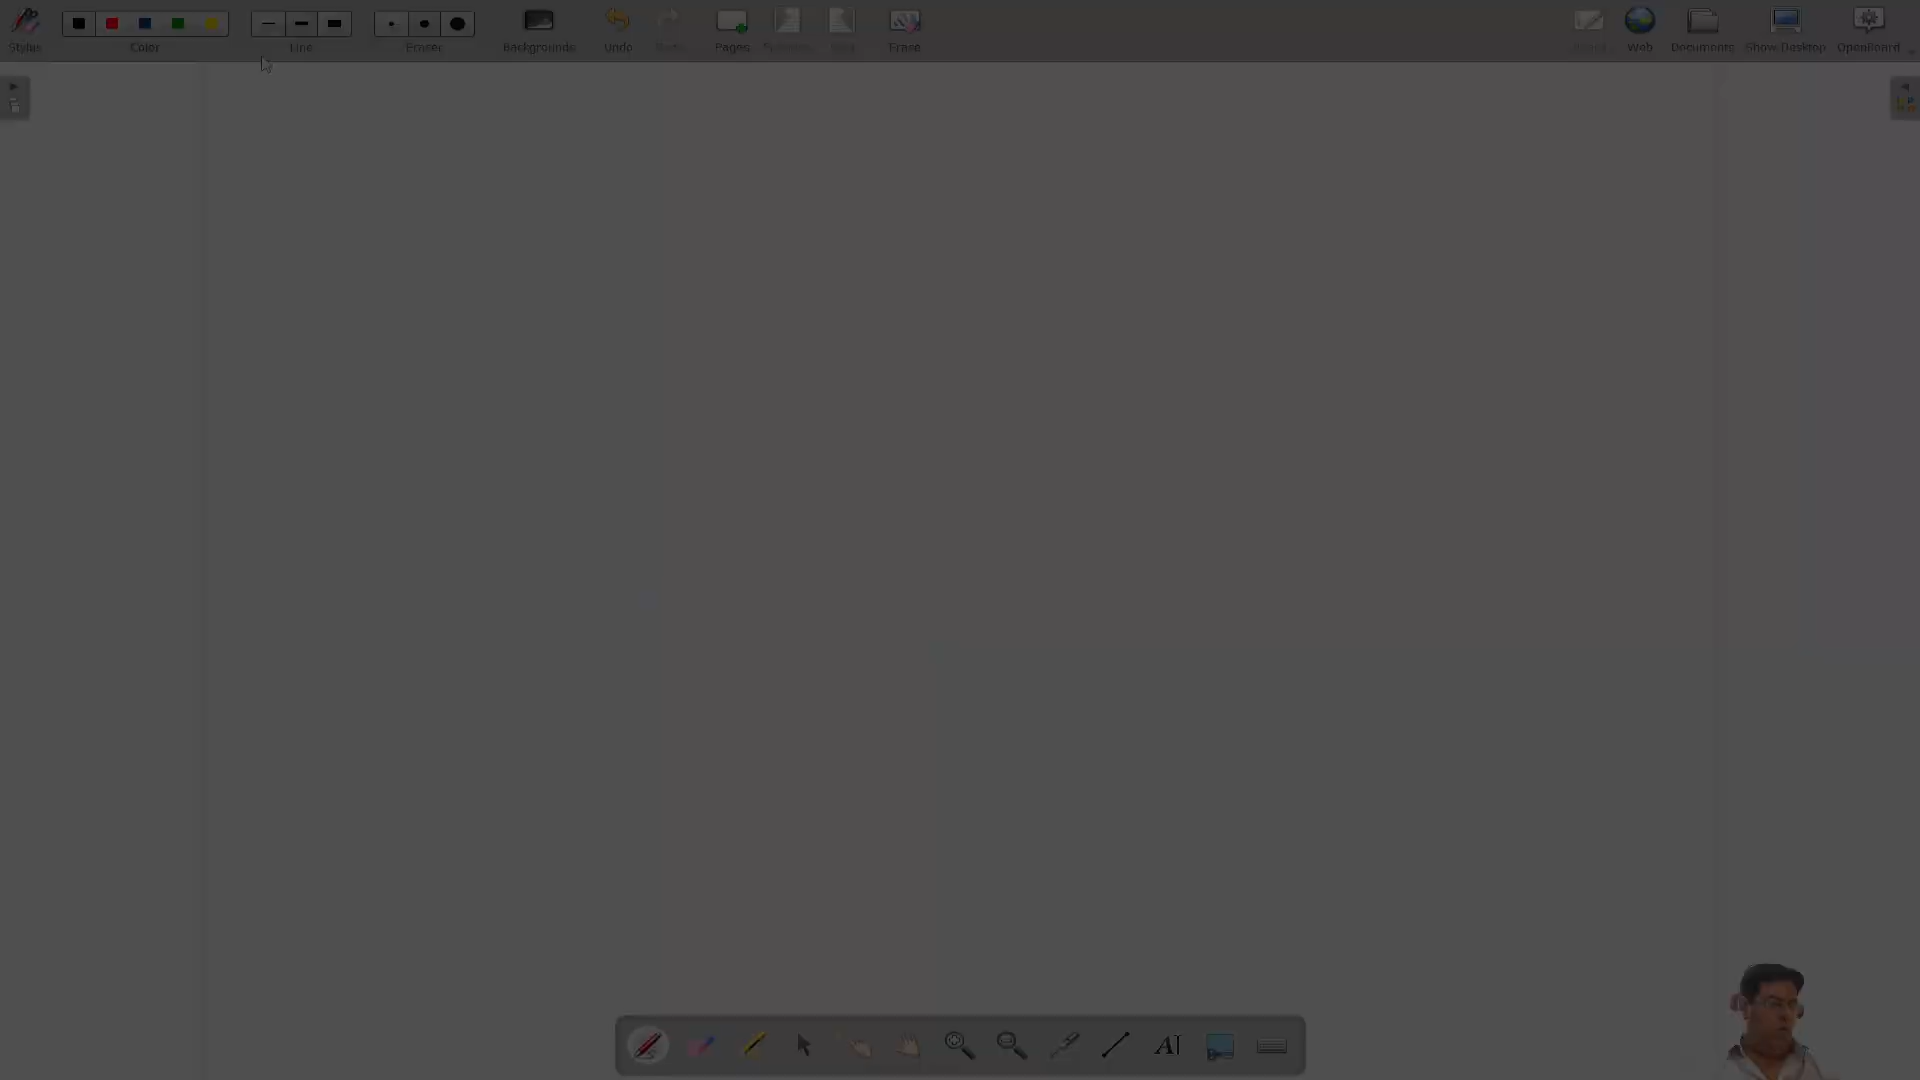 Stylus
Color
Line
Eraser
Backgrounds
Undo
Pages
Erase
Web
Documents
Show Desktop
OpenBoard